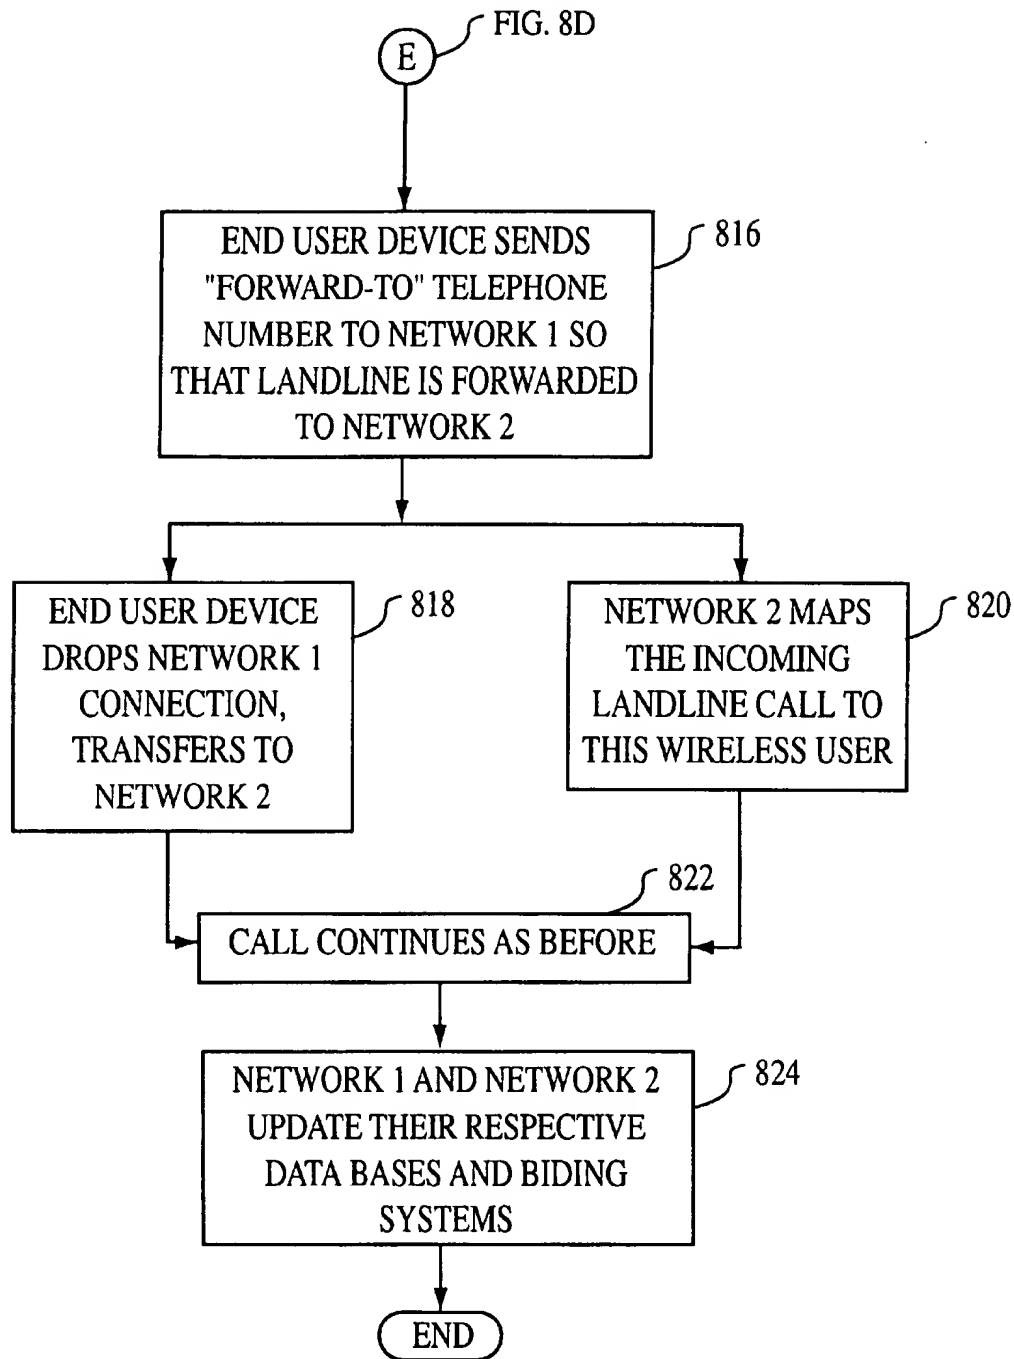 FIG. 8D
E
END USER DEVICE SENDS
"FORWARD-TO" TELEPHONE
NUMBER TO NETWORK 1 SO
THAT LANDLINE IS FORWARDED
TO NETWORK 2
816
END USER DEVICE
DROPS NETWORK 1
CONNECTION,
TRANSFERS TO
NETWORK 2
818
NETWORK 2 MAPS
THE INCOMING
LANDLINE CALL TO
THIS WIRELESS USER
820
822
CALL CONTINUES AS BEFORE
NETWORK 1 AND NETWORK 2
UPDATE THEIR RESPECTIVE
DATA BASES AND BIDING
SYSTEMS
824
END